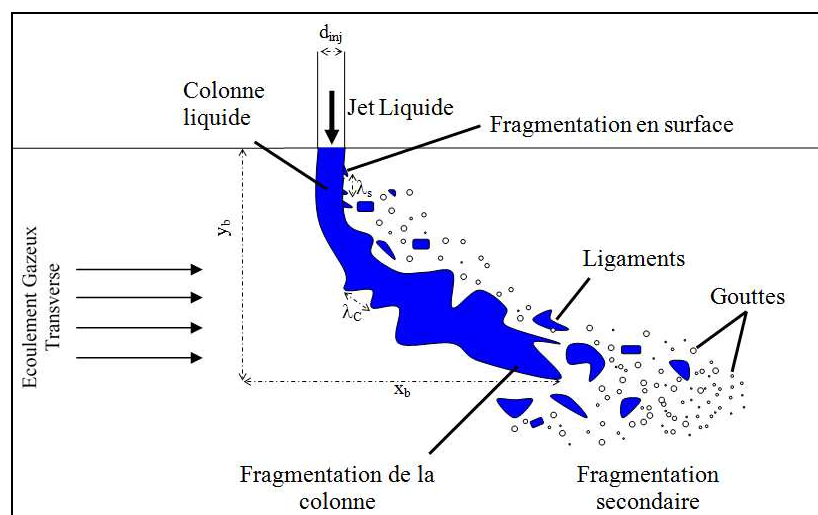 d_inj
Colonne
liquide
Jet Liquide
Fragmentation en surface
λ_s
y_b
Ecoulement Gazeux
Transverse
Ligaments
Gouttes
λ_C
x_b
Fragmentation de la
colonne
Fragmentation
secondaire